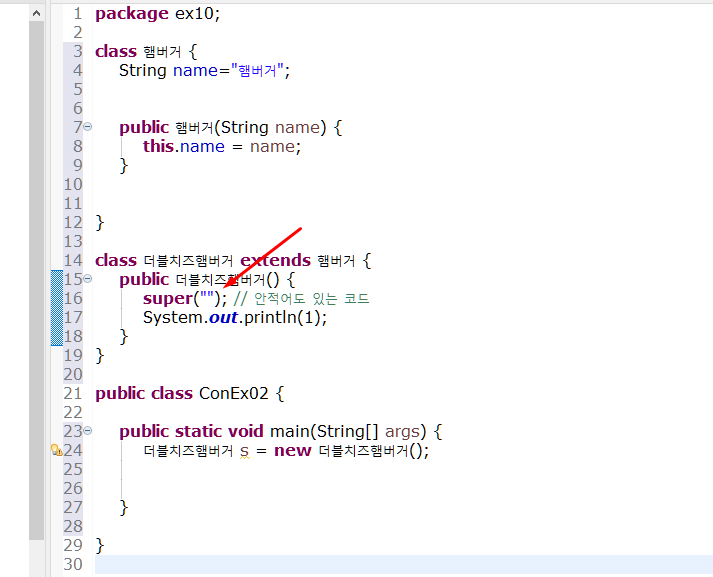 1 package ex10;
2
3 class 햄버거 {
4 String name="햄버거";
5
6
7 public 햄버거(String name) {
8 this.name = name;
9 }
10
11
12 }
13
14 class 더블치즈햄버거 extends 햄버거 {
15 public 더블치즈햄버거() {
16 super(""); // 안적어도 있는 코드
17 System.out.println(1);
18 }
19 }
20
21 public class ConEx02 {
22
23 public static void main(String[] args) {
24 더블치즈햄버거 s = new 더블치즈햄버거();
25
26
27 }
28
29 }
30